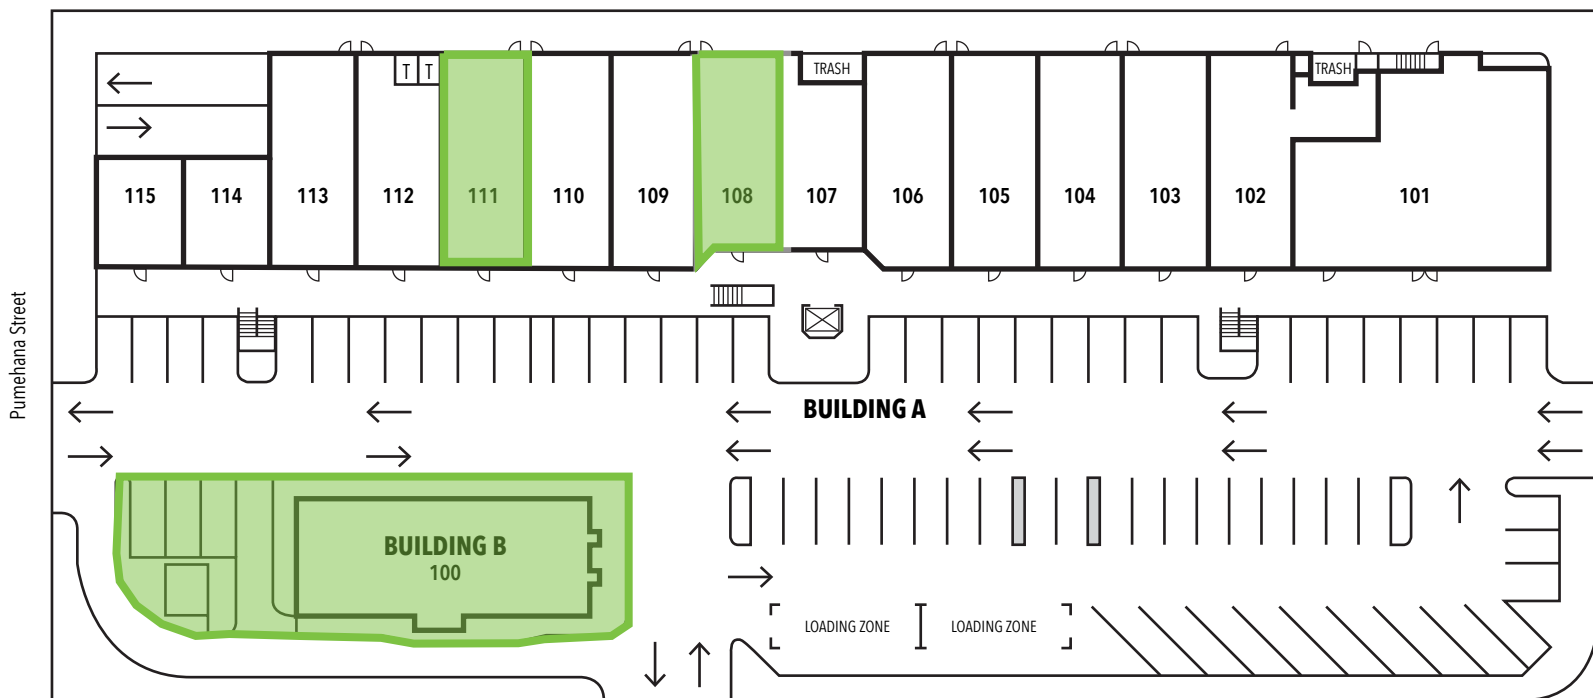 T T
TRASH
TRASH
115
114
113
112
111
110
109
108
107
106
105
104
103
102
101
Pumehana Street
BUILDING A
BUILDING B
100
LOADING ZONE
LOADING ZONE